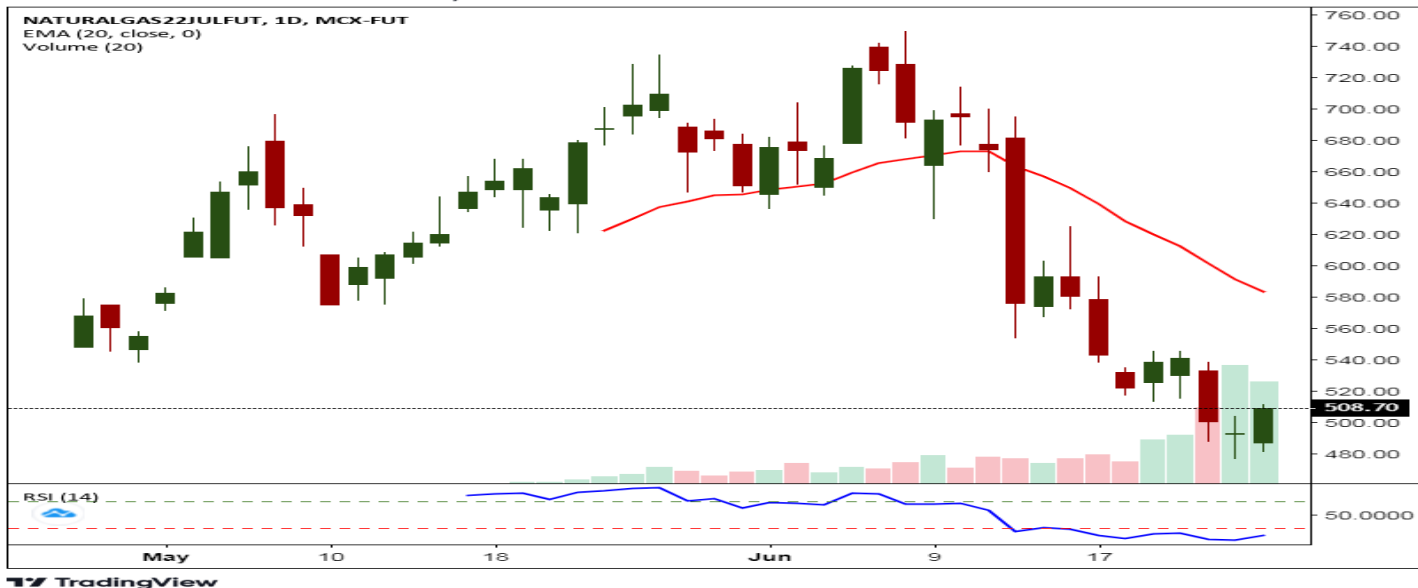 NATURALGAS22JULFUT, 1D, MCX-FUT
EMA (20, close, 0)
Volume (20)
760.00
740.00
720.00
700.00
680.00
660.00
640.00
620.00
600.00
580.00
560.00
540.00
520.00
508.70
500.00
480.00
RSI (14)
50.0000
May 10 18 Jun 9 17
TradingView